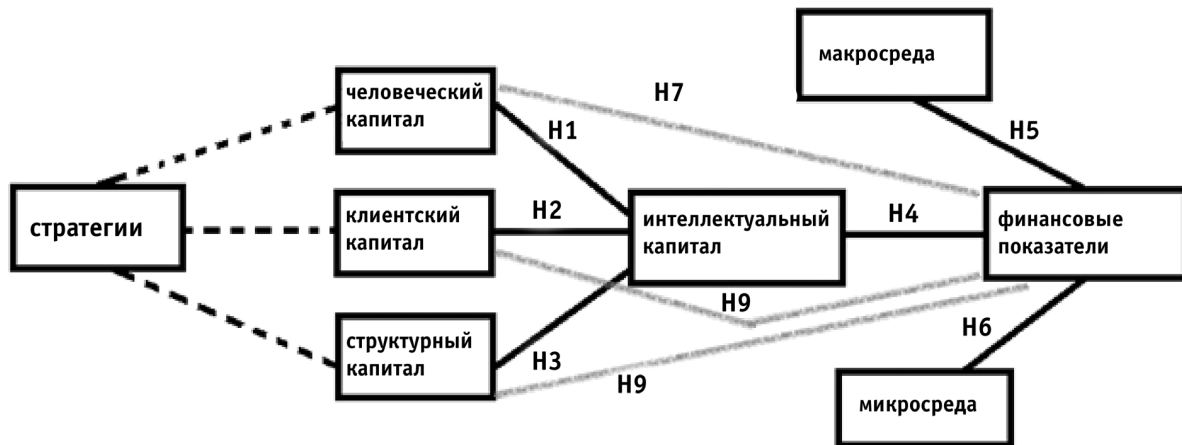 макросреда
человеческий
капитал
H7
H1
H5
стратегии
клиентский
капитал
H2
интеллектуальный
капитал
H4
финансовые
показатели
H9
структурный
капитал
H3
H9
H6
микросреда